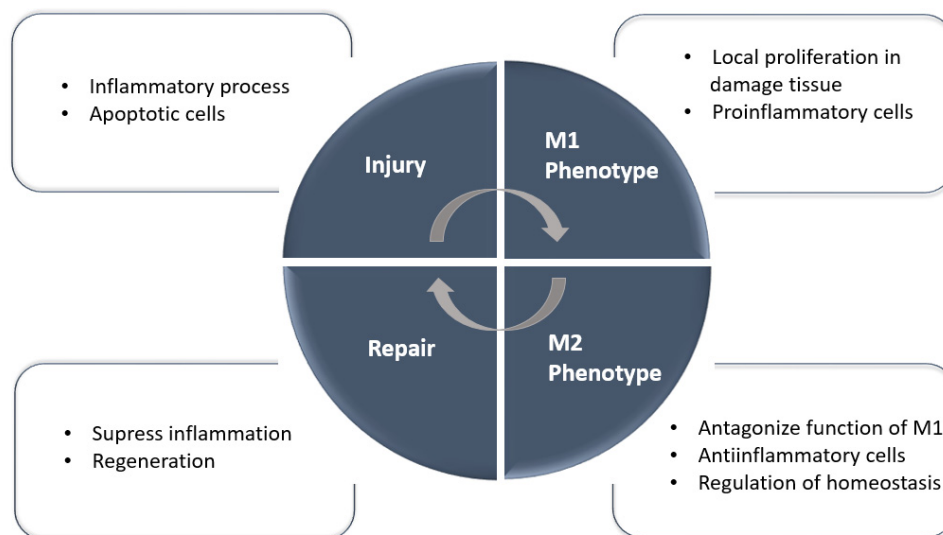 • Inflammatory process
• Apoptotic cells
Injury
M1
Phenotype
• Local proliferation in
damage tissue
• Proinflammatory cells
Repair
• Supress inflammation
• Regeneration
M2
Phenotype
• Antagonize function of M1
• Antiinflammatory cells
• Regulation of homeostasis